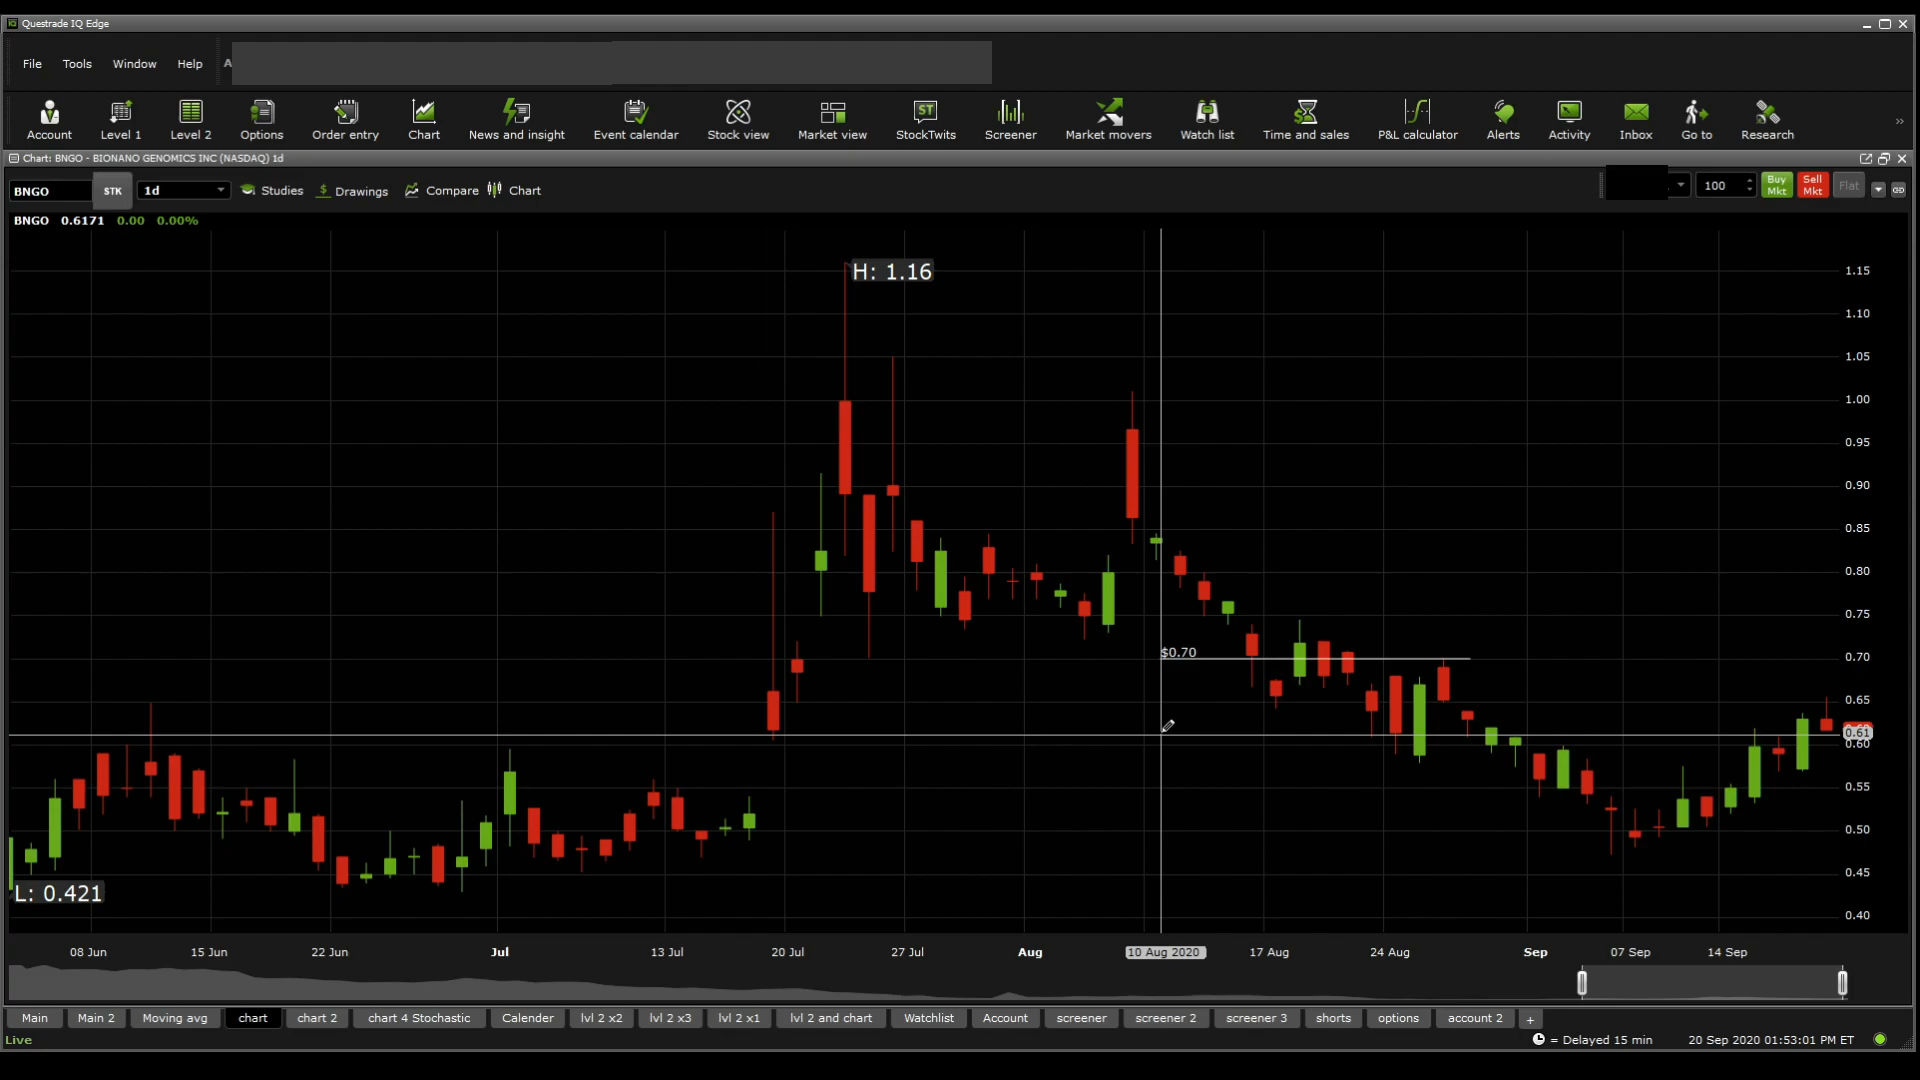 Questrade IQ Edge
File Tools Window Help A
Account Level 1 Level 2 Options Order entry Chart News and insight Event calendar Stock view Market view StockTwits Screener Market movers Watch list Time and sales P&L calculator Alerts Activity Inbox Go to Research
Chart: BNGO - BIONANO GENOMICS INC (NASDAQ) 1d
BNGO STK 1d Studies Drawings Compare Chart 100 Buy Mkt Sell Mkt Flat
BNGO 0.6171 0.00 0.00%
H: 1.16
1.15
1.10
1.05
1.00
0.95
0.90
0.85
0.80
0.75
$0.70
0.70
0.65
0.61
0.60
0.55
0.50
0.45
L: 0.421
0.40
08 Jun 15 Jun 22 Jun Jul 13 Jul 20 Jul 27 Jul Aug 10 Aug 2020 17 Aug 24 Aug Sep 07 Sep 14 Sep
Main Main 2 Moving avg chart chart 2 chart 4 Stochastic Calender lvl 2 x2 lvl 2 x3 lvl 2 x1 lvl 2 and chart Watchlist Account screener screener 2 screener 3 shorts options account 2 +
Live = Delayed 15 min 20 Sep 2020 01:53:01 PM ET